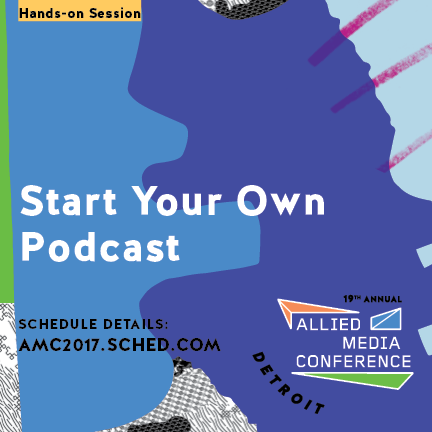 Hands-on Session
Start Your Own
Podcast
SCHEDULE DETAILS:
AMC2017.SCHED.COM
19TH ANNUAL
ALLIED
MEDIA
CONFERENCE
DETROIT